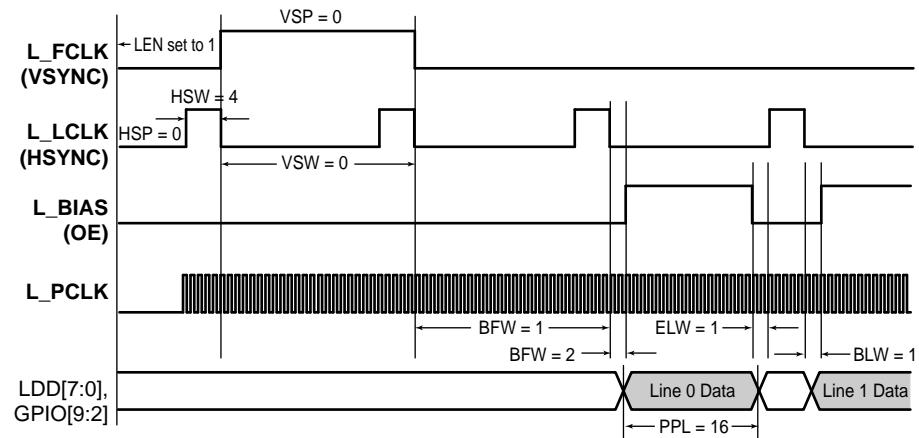 VSP = 0
L_FCLK
(VSYNC)
LEN set to 1
HSW = 4
L_LCLK
(HSYNC)
HSP = 0
VSW = 0
L_BIAS
(OE)
L_PCLK
BFW = 1
ELW = 1
BFW = 2
BLW = 1
LDD[7:0],
GPIO[9:2]
Line 0 Data
Line 1 Data
PPL = 16